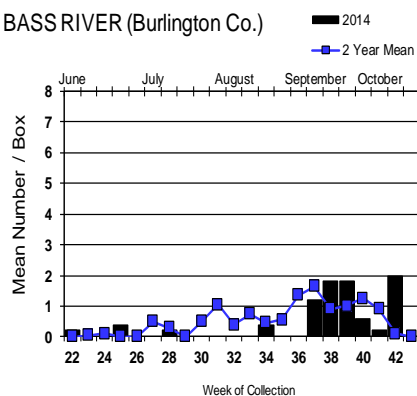 BASS RIVER (Burlington Co.)
2014
2 Year Mean
June July August September October
8
7
6
5
4
3
2
1
0
Mean Number / Box
22 24 26 28 30 32 34 36 38 40 42
Week of Collection